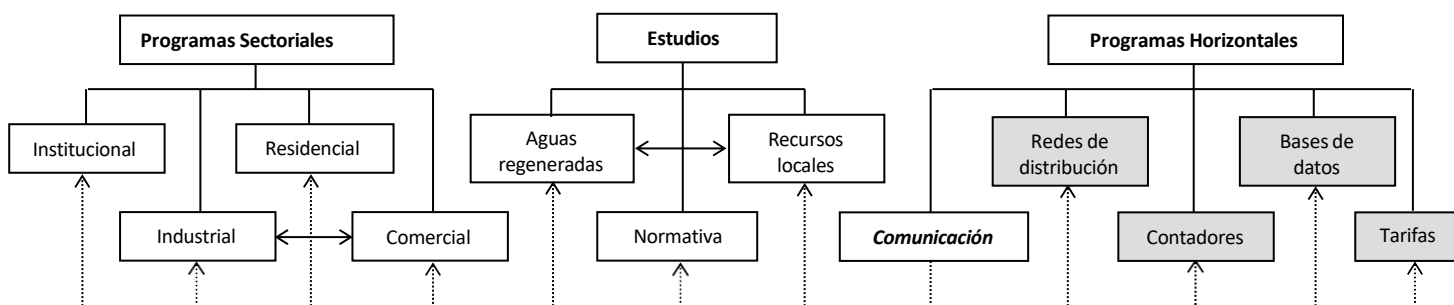 Programas Sectoriales
Estudios
Programas Horizontales
Institucional
Residencial
Aguas
regeneradas
Recursos
locales
Redes de
distribución
Bases de
datos
Industrial
Comercial
Normativa
Comunicación
Contadores
Tarifas